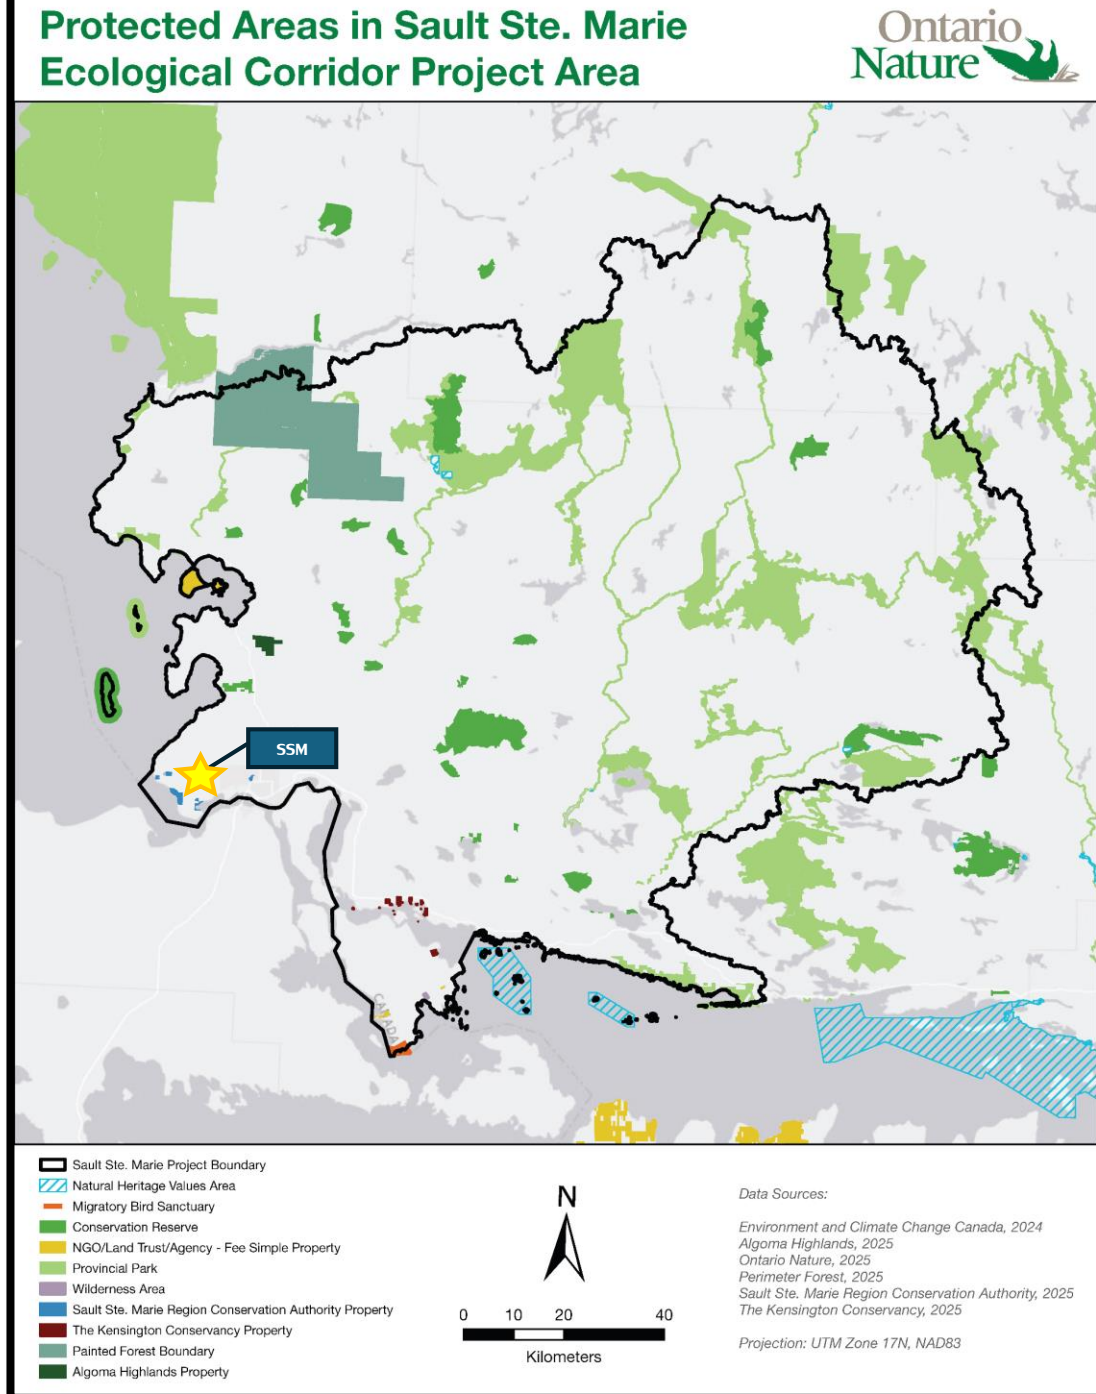 Protected Areas in Sault Ste. Marie
Ecological Corridor Project Area
Ontario
Nature
SSM
CANADA
Sault Ste. Marie Project Boundary
Natural Heritage Values Area
Migratory Bird Sanctuary
Conservation Reserve
NGO/Land Trust/Agency - Fee Simple Property
Provincial Park
Wilderness Area
Sault Ste. Marie Region Conservation Authority Property
The Kensington Conservancy Property
Painted Forest Boundary
Algoma Highlands Property
N
0 10 20 40
Kilometers
Data Sources:
Environment and Climate Change Canada, 2024
Algoma Highlands, 2025
Ontario Nature, 2025
Perimeter Forest, 2025
Sault Ste. Marie Region Conservation Authority, 2025
The Kensington Conservancy, 2025
Projection: UTM Zone 17N, NAD83